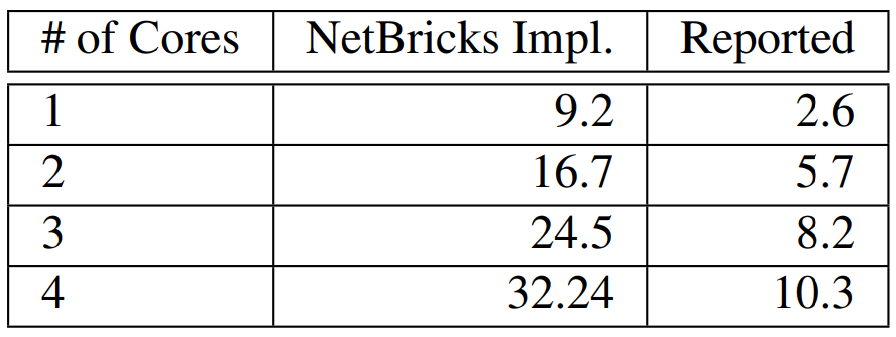 # of Cores NetBricks Impl. Reported
1 9.2 2.6
2 16.7 5.7
3 24.5 8.2
4 32.24 10.3